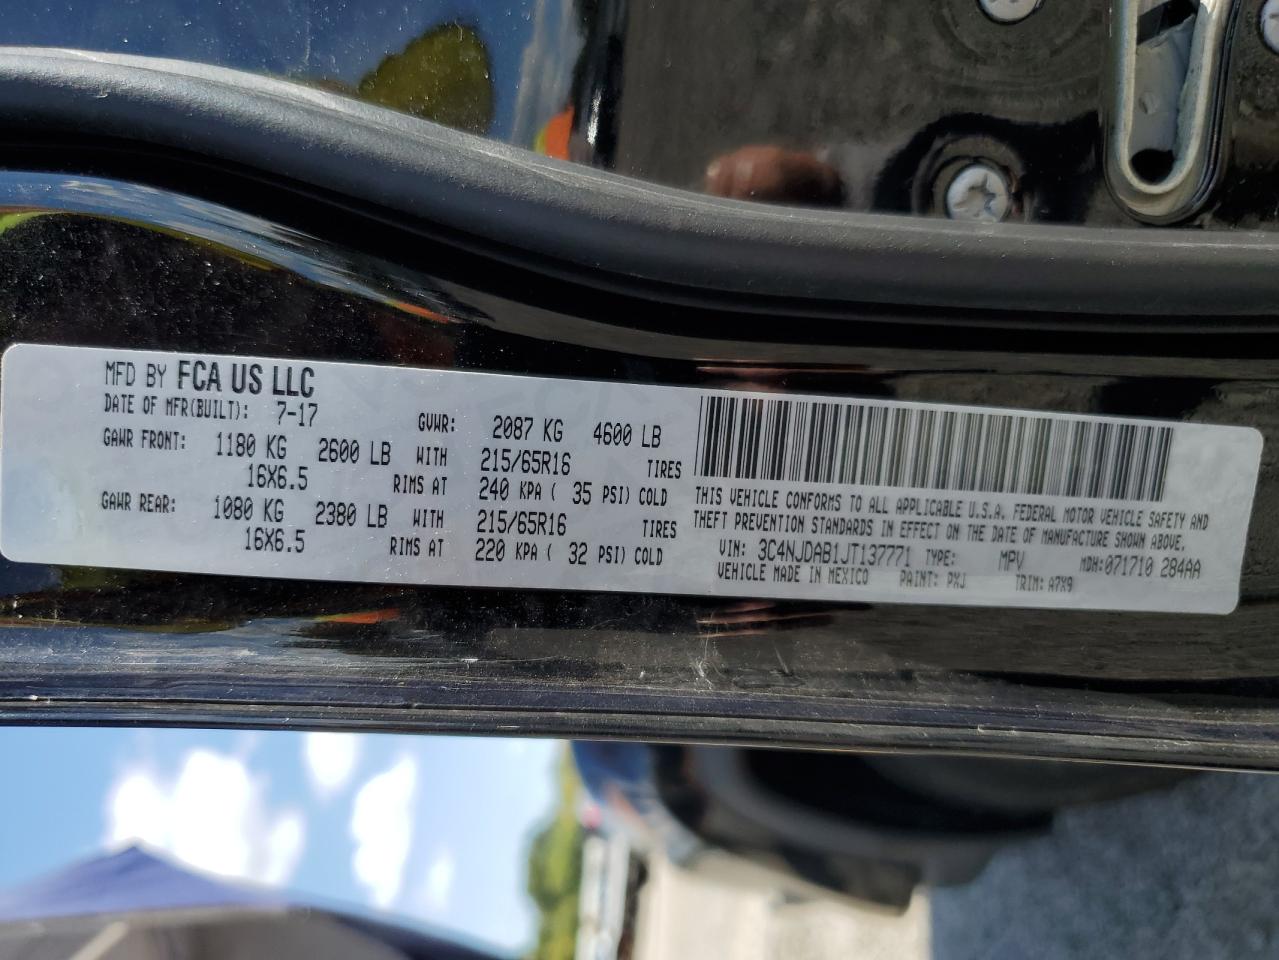 MFD BY FCA US LLC
DATE OF MFR(BUILT): 7-17 GVWR: 2087 KG 4600 LB
GAWR FRONT: 1180 KG 2600 LB WITH 215/65R16 TIRES
16X6.5 RIMS AT 240 KPA ( 35 PSI) COLD
GAWR REAR: 1080 KG 2380 LB WITH 215/65R16 TIRES
16X6.5 RIMS AT 220 KPA ( 32 PSI) COLD
THIS VEHICLE CONFORMS TO ALL APPLICABLE U.S.A. FEDERAL MOTOR VEHICLE SAFETY AND
THEFT PREVENTION STANDARDS IN EFFECT ON THE DATE OF MANUFACTURE SHOWN ABOVE.
VIN: 3C4NJDAB1JT137771 TYPE: MPV MDH:071710 284AA
VEHICLE MADE IN MEXICO PAINT: PXJ TRIM: A7X9